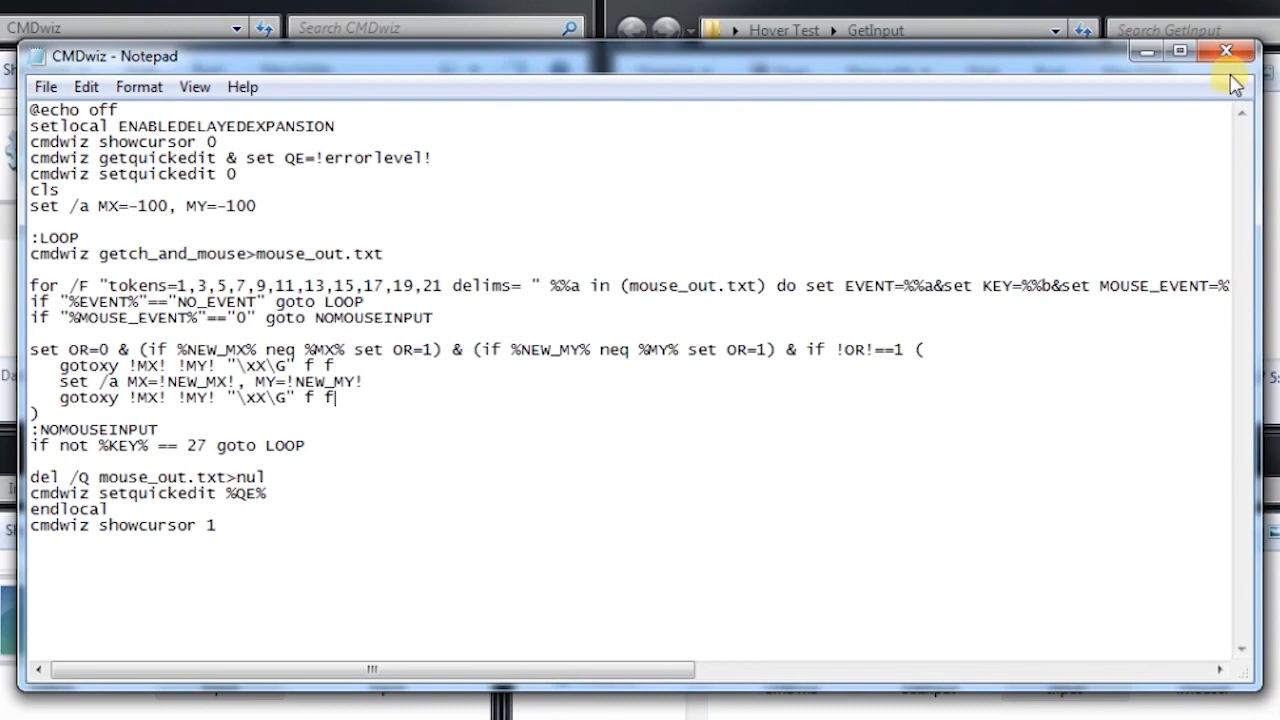 CMDwiz
Search CMDwiz
Hover Test
GetInput
Search GetInput
CMDwiz - Notepad
File Edit Format View Help
@echo off
setlocal ENABLEDELAYEDEXPANSION
cmdwiz showcursor 0
cmdwiz getquickedit & set QE=!errorlevel!
cmdwiz setquickedit 0
cls
set /a MX=-100, MY=-100
:LOOP
cmdwiz getch_and_mouse>mouse_out.txt
for /F "tokens=1,3,5,7,9,11,13,15,17,19,21 delims= " %%a in (mouse_out.txt) do set EVENT=%%a&set KEY=%%b&set MOUSE_EVENT=%
if "%EVENT%"=="NO_EVENT" goto LOOP
if "%MOUSE_EVENT%"=="0" goto NOMOUSEINPUT
set OR=0 & (if %NEW_MX% neq %MX% set OR=1) & (if %NEW_MY% neq %MY% set OR=1) & if !OR!==1 (
gotoxy !MX! !MY! "\xX\G" f f
set /a MX=!NEW_MX!, MY=!NEW_MY!
gotoxy !MX! !MY! "\xX\G" f f
)
:NOMOUSEINPUT
if not %KEY% == 27 goto LOOP
del /Q mouse_out.txt>nul
cmdwiz setquickedit %QE%
endlocal
cmdwiz showcursor 1